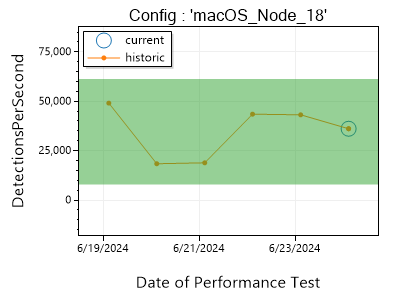 Config : 'macOS_Node_18'
current
historic
DetectionsPerSecond
75,000
50,000
25,000
0
6/19/2024 6/21/2024 6/23/2024
Date of Performance Test